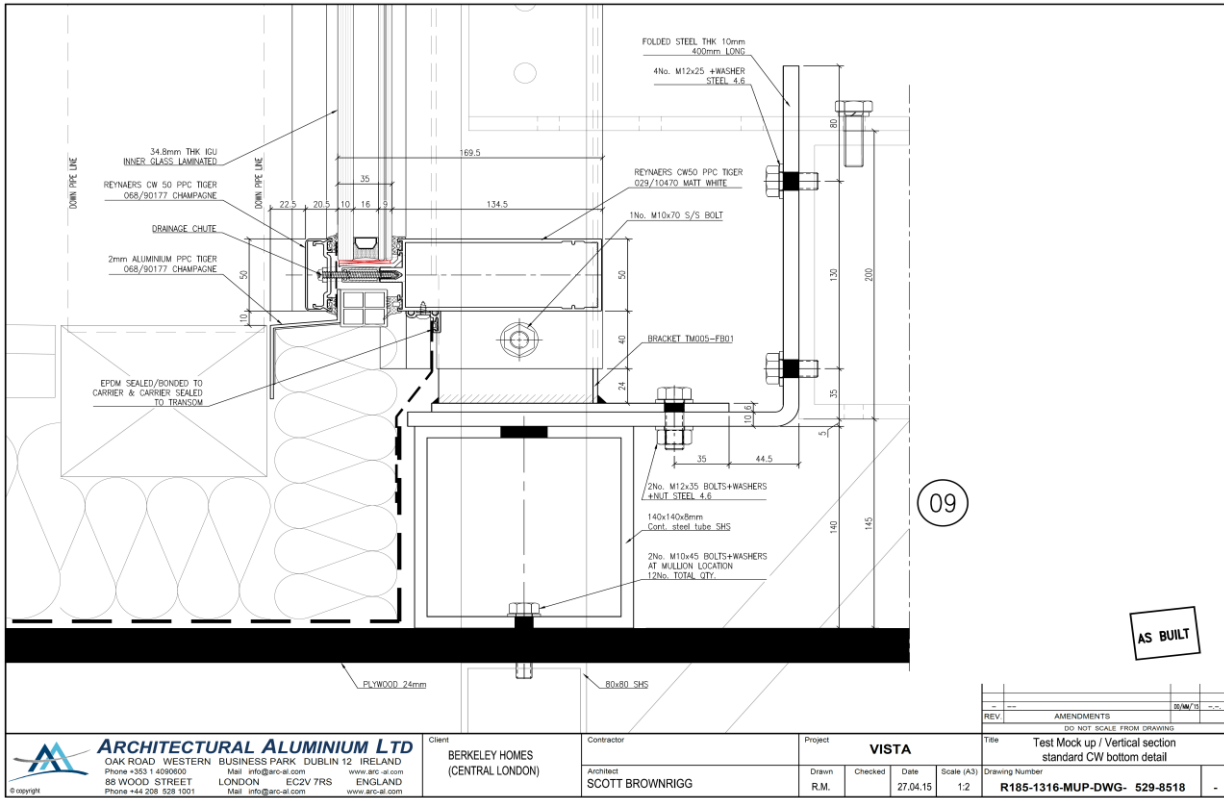 FOLDED STEEL THK 10mm
400mm LONG
4No. M12x25 +WASHER
STEEL 4.6
80
34.8mm THK IGU
INNER GLASS LAMINATED
169.5
DOWN PIPE LINE
DOWN PIPE LINE
REYNAERS CW 50 PPC TIGER
068/90177 CHAMPAGNE
35
REYNAERS CW50 PPC TIGER
029/10470 MATT WHITE
22.5
20.5
10
16
9
134.5
1No. M10x70 S/S BOLT
DRAINAGE CHUTE
2mm ALUMINIUM PPC TIGER
068/90177 CHAMPAGNE
50
50
130
200
10
40
BRACKET TM005-FB01
EPDM SEALED/BONDED TO
CARRIER & CARRIER SEALED
TO TRANSOM
24
35
6
10
5
35
44.5
2No. M12x35 BOLTS+WASHERS
+NUT STEEL 4.6
140x140x8mm
Cont. steel tube SHS
140
145
09
2No. M10x45 BOLTS+WASHERS
AT MULLION LOCATION
12No. TOTAL QTY.
AS BUILT
PLYWOOD 24mm
80x80 SHS
- -- DD/MM/'15 -.-.
REV. AMENDMENTS
DO NOT SCALE FROM DRAWING
ARCHITECTURAL ALUMINIUM LTD
OAK ROAD WESTERN BUSINESS PARK DUBLIN 12 IRELAND
Phone +353 1 4090600 Mail info@arc-al.com www.arc-al.com
88 WOOD STREET LONDON EC2V 7RS ENGLAND
Phone +44 208 528 1001 Mail info@arc-al.com www.arc-al.com
© copyright
Client
BERKELEY HOMES
(CENTRAL LONDON)
Contractor
Architect
SCOTT BROWNRIGG
Project
VISTA
Drawn
R.M.
Checked
Date
27.04.15
Scale (A3)
1:2
Title
Test Mock up / Vertical section
standard CW bottom detail
Drawing Number
R185-1316-MUP-DWG- 529-8518
-